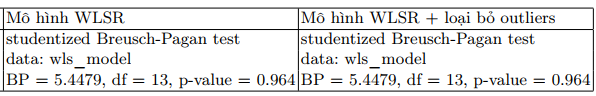 Mô hình WLSR
Mô hình WLSR + loại bỏ outliers
studentized Breusch-Pagan test
data: wls_model
BP = 5.4479, df = 13, p-value = 0.964
studentized Breusch-Pagan test
data: wls_model
BP = 5.4479, df = 13, p-value = 0.964